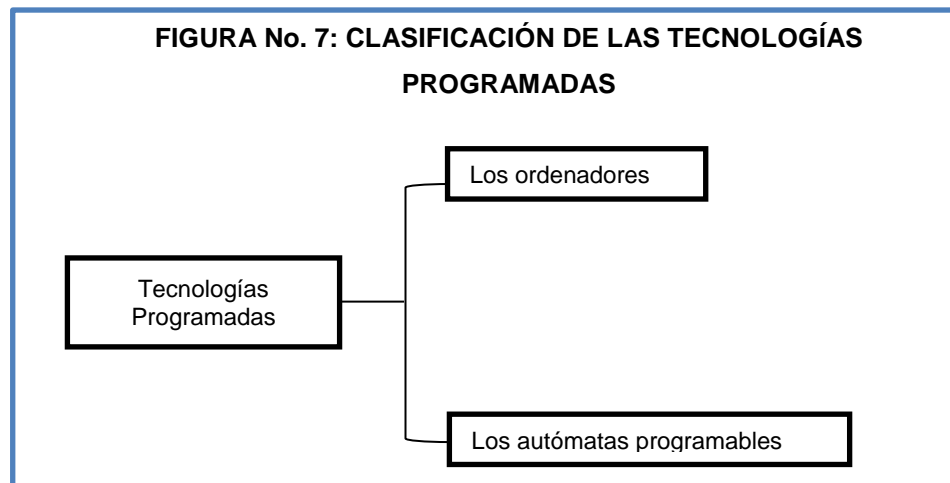 FIGURA No. 7: CLASIFICACIÓN DE LAS TECNOLOGÍAS
PROGRAMADAS
Los ordenadores
Tecnologías
Programadas
Los autómatas programables